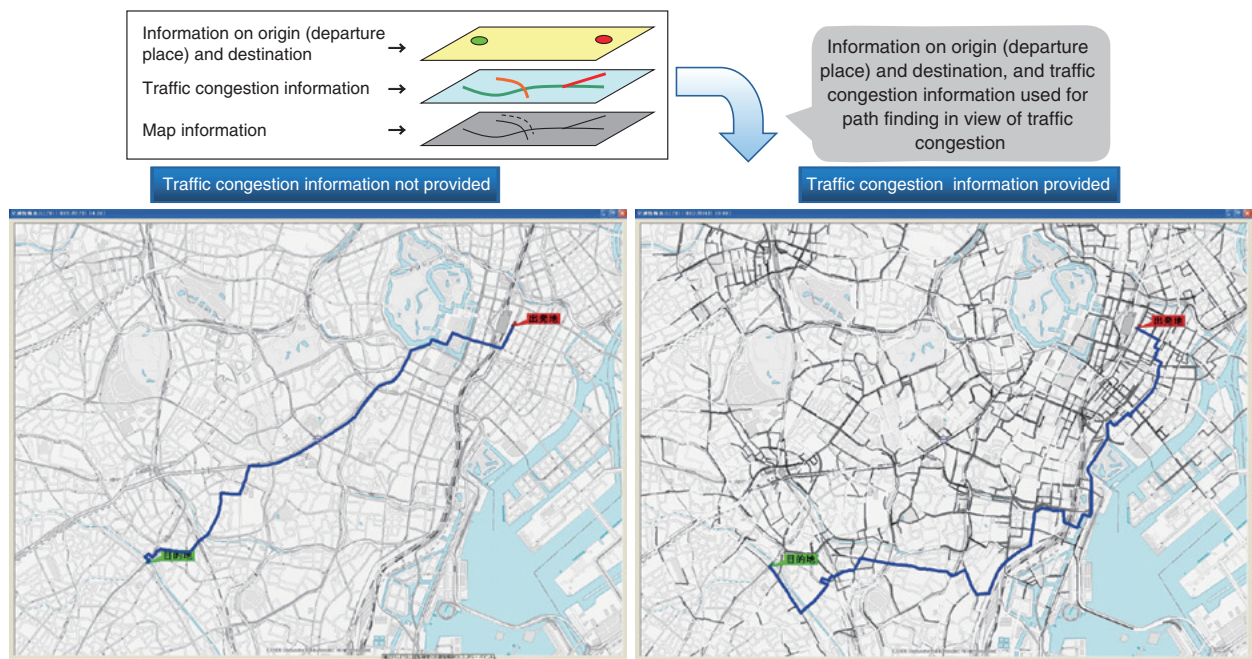 Information on origin (departure
place) and destination →
Traffic congestion information →
Map information →
Information on origin (departure
place) and destination, and traffic
congestion information used for
path finding in view of traffic
congestion
Traffic congestion information not provided
Traffic congestion information provided
出発地
目的地
出発地
目的地